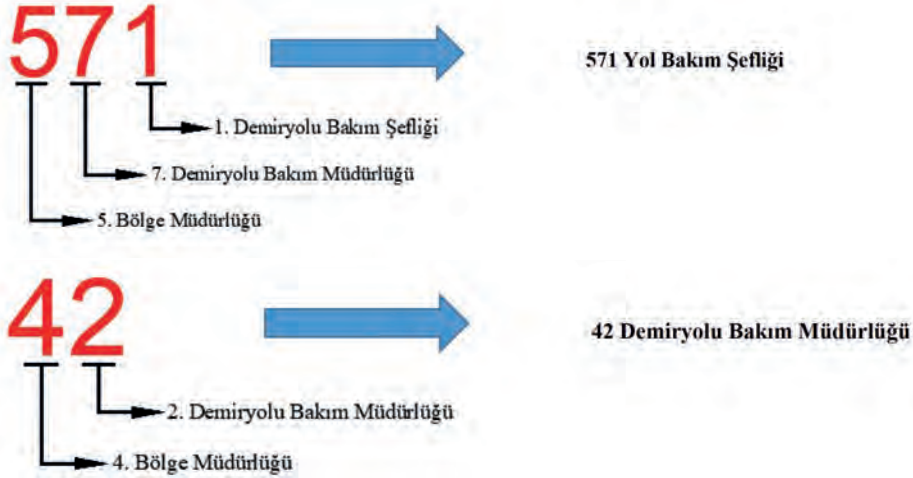 571
571 Yol Bakım Şefliği
1. Demiryolu Bakım Şefliği
7. Demiryolu Bakım Müdürlüğü
5. Bölge Müdürlüğü
42
42 Demiryolu Bakım Müdürlüğü
2. Demiryolu Bakım Müdürlüğü
4. Bölge Müdürlüğü